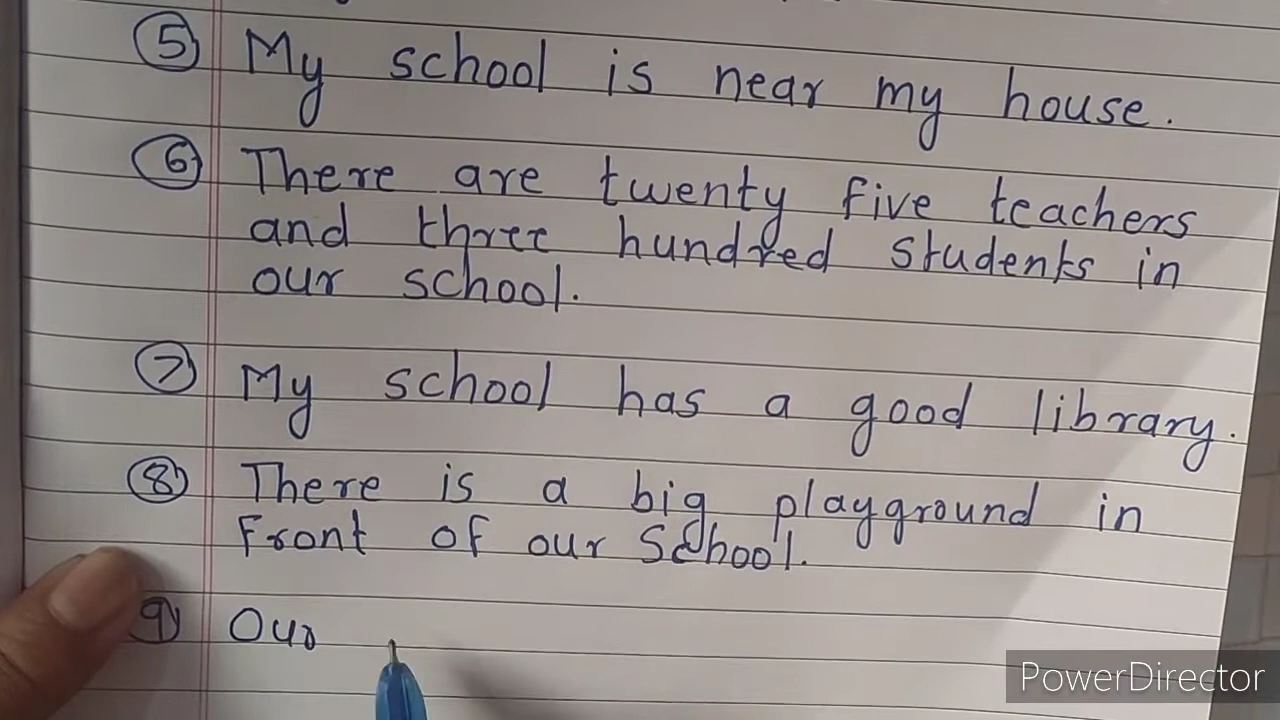 5 My school is near my house.
6 There are twenty five teachers
and three hundred students in
our school.
7 My school has a good library.
8 There is a big playground in
Front of our School.
9 Our
PowerDirector